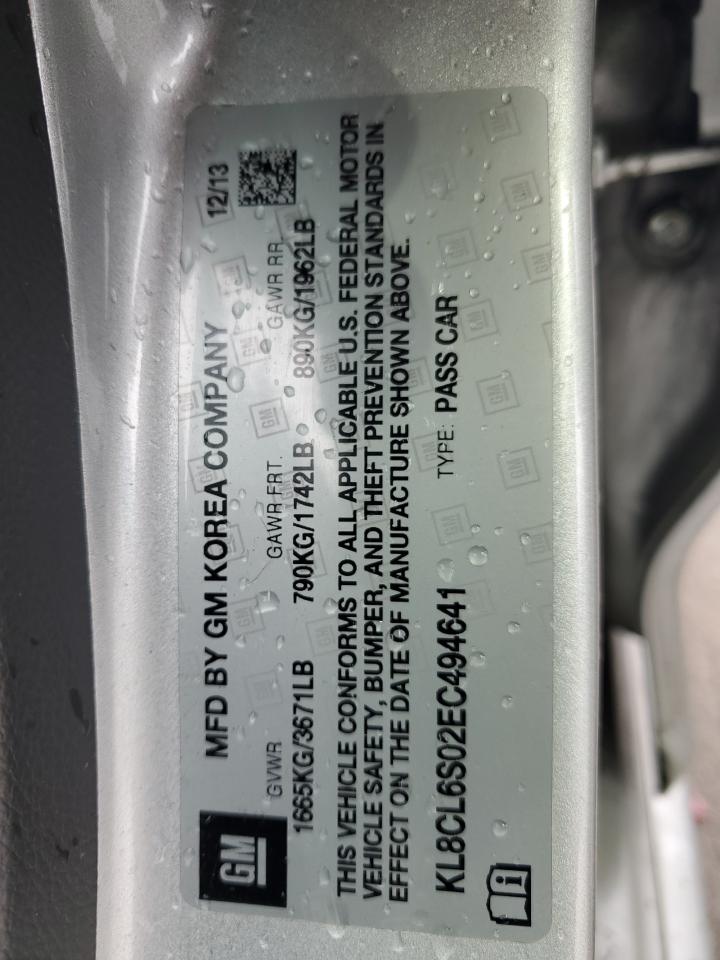 GM
MFD BY GM KOREA COMPANY 12/13
GVWR GAWR FRT. GAWR RR.
1665KG/3671LB 790KG/1742LB 890KG/1962LB
THIS VEHICLE CONFORMS TO ALL APPLICABLE U.S. FEDERAL MOTOR
VEHICLE SAFETY, BUMPER, AND THEFT PREVENTION STANDARDS IN
EFFECT ON THE DATE OF MANUFACTURE SHOWN ABOVE.
KL8CL6S02EC494641 TYPE: PASS CAR